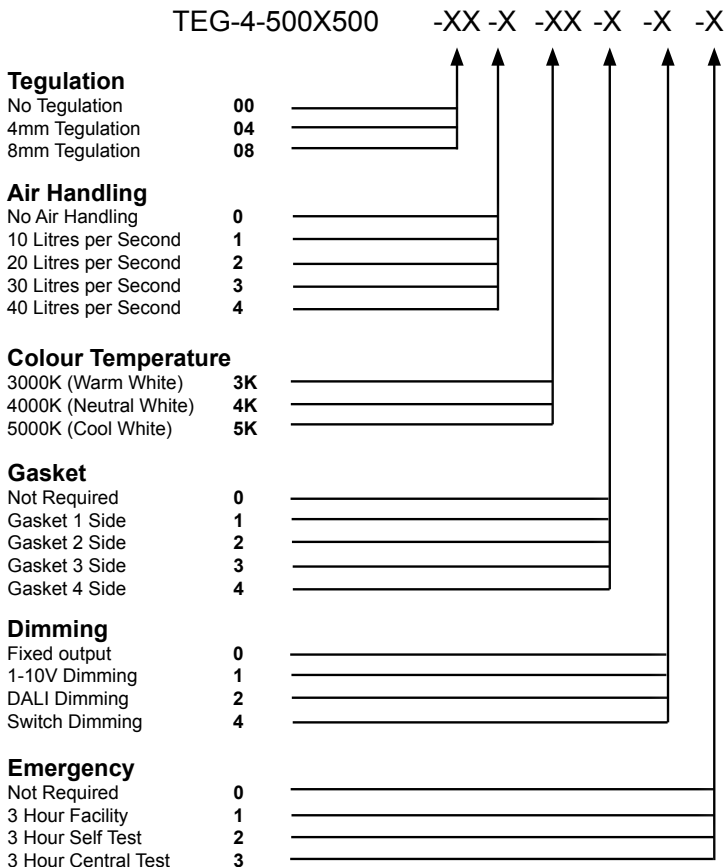 TEG-4-500X500 -XX -X -XX -X -X -X
Tegulation
No Tegulation 00
4mm Tegulation 04
8mm Tegulation 08
Air Handling
No Air Handling 0
10 Litres per Second 1
20 Litres per Second 2
30 Litres per Second 3
40 Litres per Second 4
Colour Temperature
3000K (Warm White) 3K
4000K (Neutral White) 4K
5000K (Cool White) 5K
Gasket
Not Required 0
Gasket 1 Side 1
Gasket 2 Side 2
Gasket 3 Side 3
Gasket 4 Side 4
Dimming
Fixed output 0
1-10V Dimming 1
DALI Dimming 2
Switch Dimming 4
Emergency
Not Required 0
3 Hour Facility 1
3 Hour Self Test 2
3 Hour Central Test 3